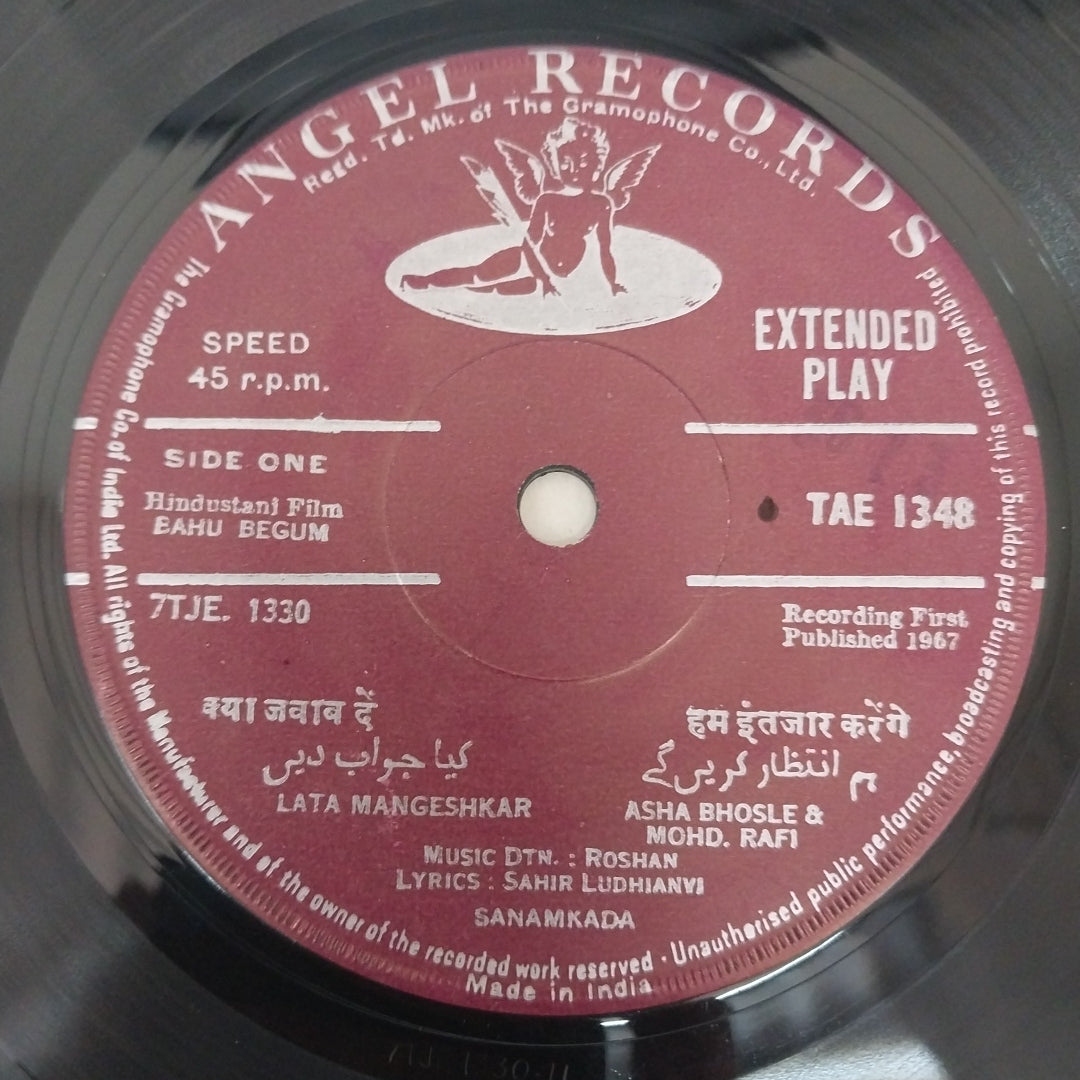 ANGEL RECORDS
Regd. Td. Mk. of The Gramophone Co., Ltd.
SPEED
45 r.p.m.
EXTENDED
PLAY
SIDE ONE
Hindustani Film
BAHU BEGUM
TAE 1348
7TJE. 1330
Recording First
Published 1967
क्या जवाब दें
کیا جواب دیں
LATA MANGESHKAR
हम इंतजार करेंगे
ہم انتظار کریں گے
ASHA BHOSLE &
MOHD. RAFI
MUSIC DTN. : ROSHAN
LYRICS : SAHIR LUDHIANVI
SANAMKADA
The Gramophone Co. of India Ltd. All rights of the Manufacturer and of the owner of the recorded work reserved · Unauthorised public performance, broadcasting and copying of this record prohibited
Made in India